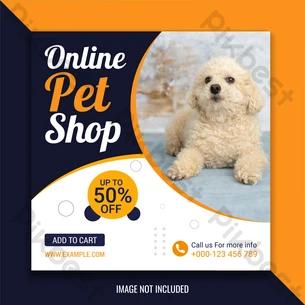 Online
Pet
Shop
UP TO
50%
OFF
ADD TO CART
WWW.EXAMPLE.COM
Call us For more info
+000-123 456 789
IMAGE NOT INCLUDED
pikbest